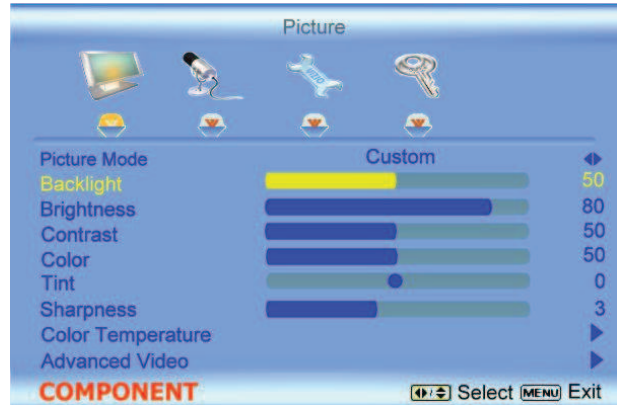 Picture
Picture Mode Custom
Backlight 50
Brightness 80
Contrast 50
Color 50
Tint 0
Sharpness 3
Color Temperature
Advanced Video
COMPONENT Select MENU Exit